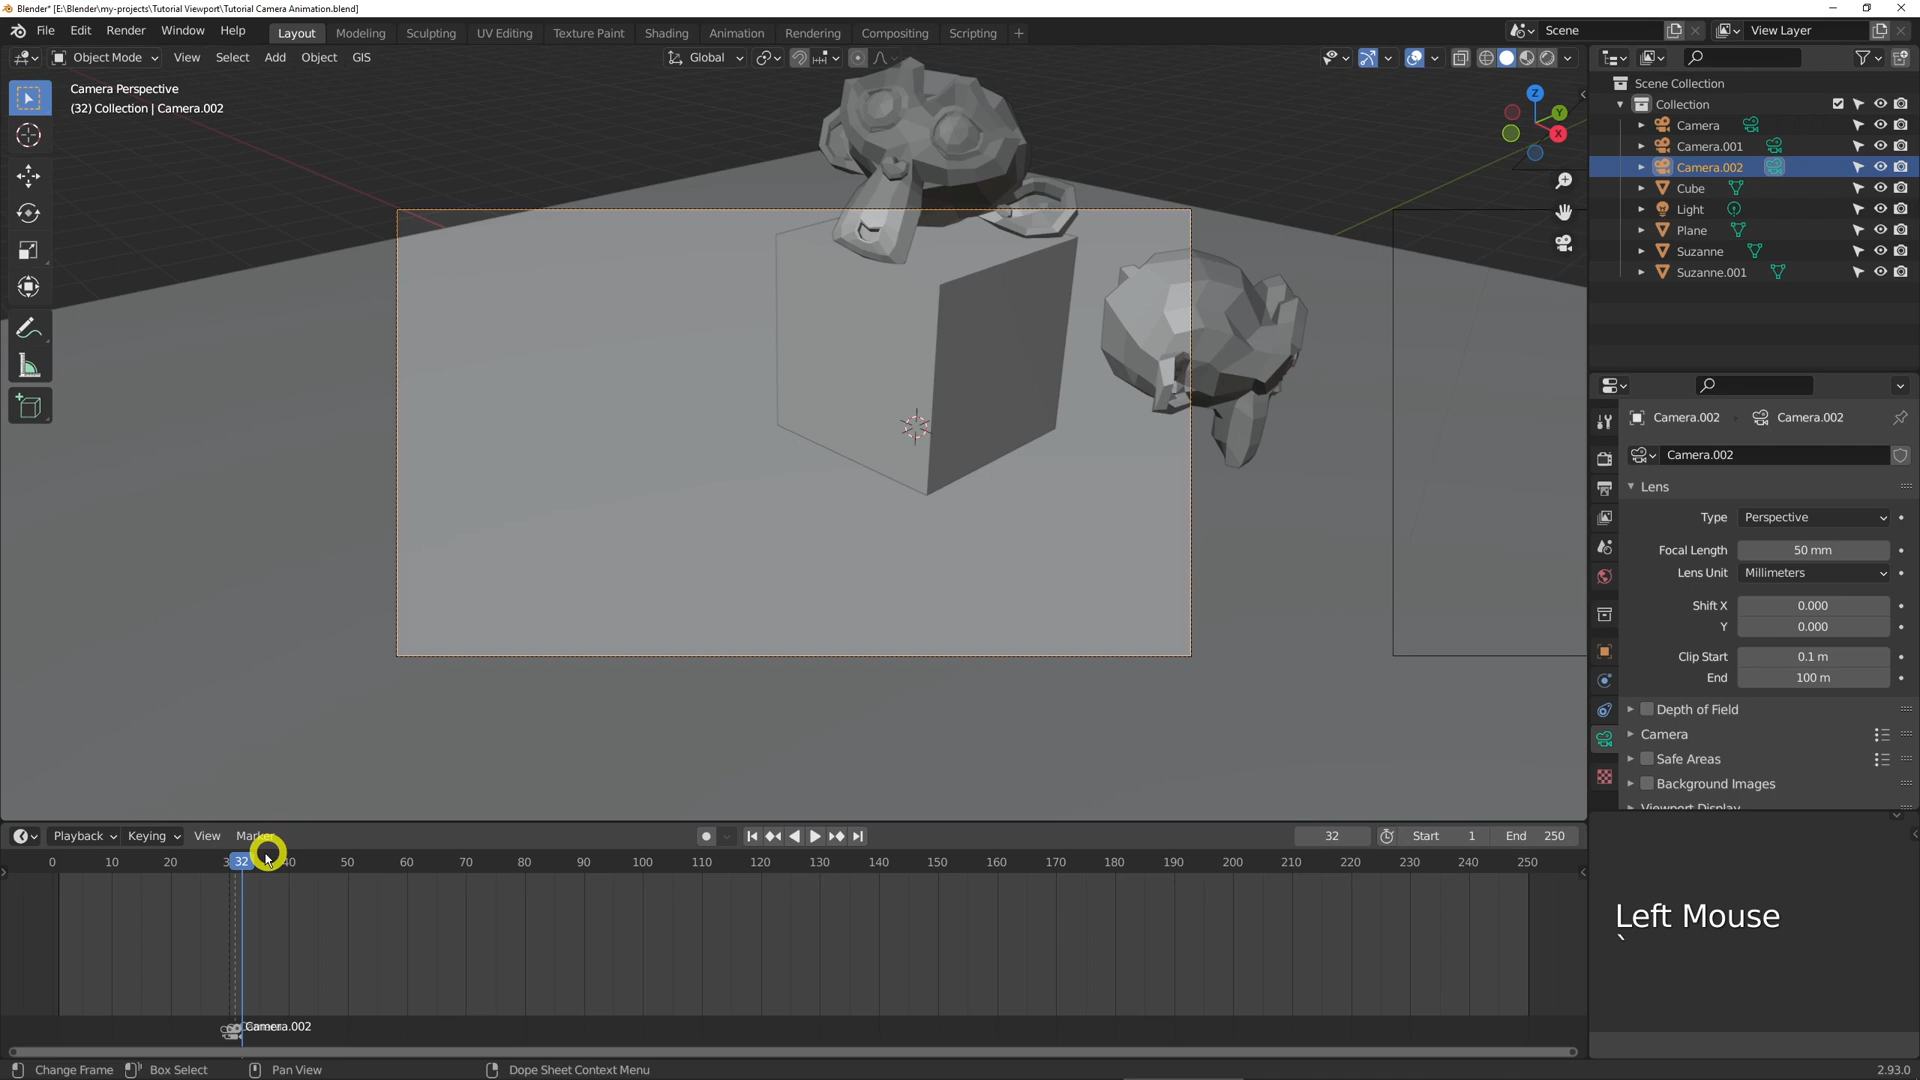 Blender* [E:\Blender\my-projects\Tutorial Viewport\Tutorial Camera Animation.blend]
File Edit Render Window Help Layout Modeling Sculpting UV Editing Texture Paint Shading Animation Rendering Compositing Scripting + Scene View Layer
Object Mode View Select Add Object GIS Global
Camera Perspective
(32) Collection | Camera.002
Z
Y
X
Scene Collection
Collection
Camera
Camera.001
Camera.002
Cube
Light
Plane
Suzanne
Suzanne.001
Camera.002 Camera.002
Camera.002
Lens
Type Perspective
Focal Length 50 mm
Lens Unit Millimeters
Shift X 0.000
Y 0.000
Clip Start 0.1 m
End 100 m
Depth of Field
Camera
Safe Areas
Background Images
Viewport Display
Playback Keying View Marker 32 Start 1 End 250
0 10 20 32 40 50 60 70 80 90 100 110 120 130 140 150 160 170 180 190 200 210 220 230 240 250
Camera.002
Left Mouse
`
Change Frame Box Select Pan View Dope Sheet Context Menu 2.93.0